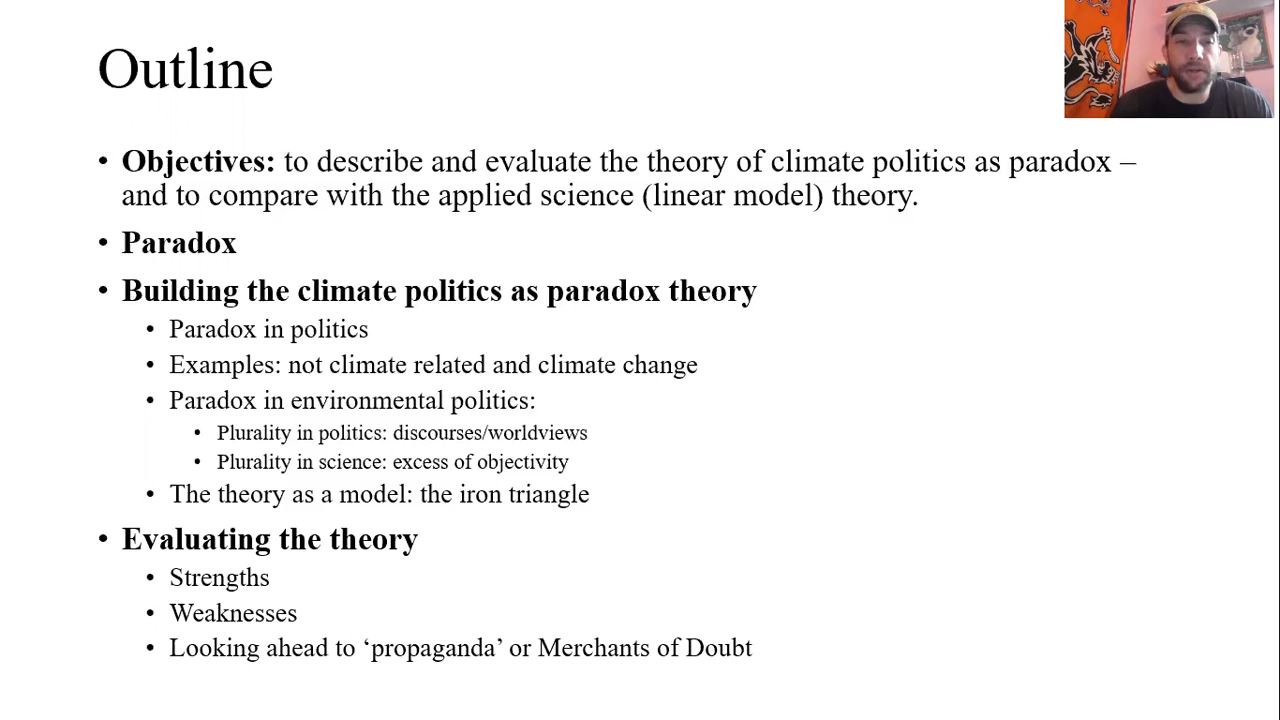 Outline
• Objectives: to describe and evaluate the theory of climate politics as paradox –
and to compare with the applied science (linear model) theory.
• Paradox
• Building the climate politics as paradox theory
• Paradox in politics
• Examples: not climate related and climate change
• Paradox in environmental politics:
• Plurality in politics: discourses/worldviews
• Plurality in science: excess of objectivity
• The theory as a model: the iron triangle
• Evaluating the theory
• Strengths
• Weaknesses
• Looking ahead to ‘propaganda’ or Merchants of Doubt